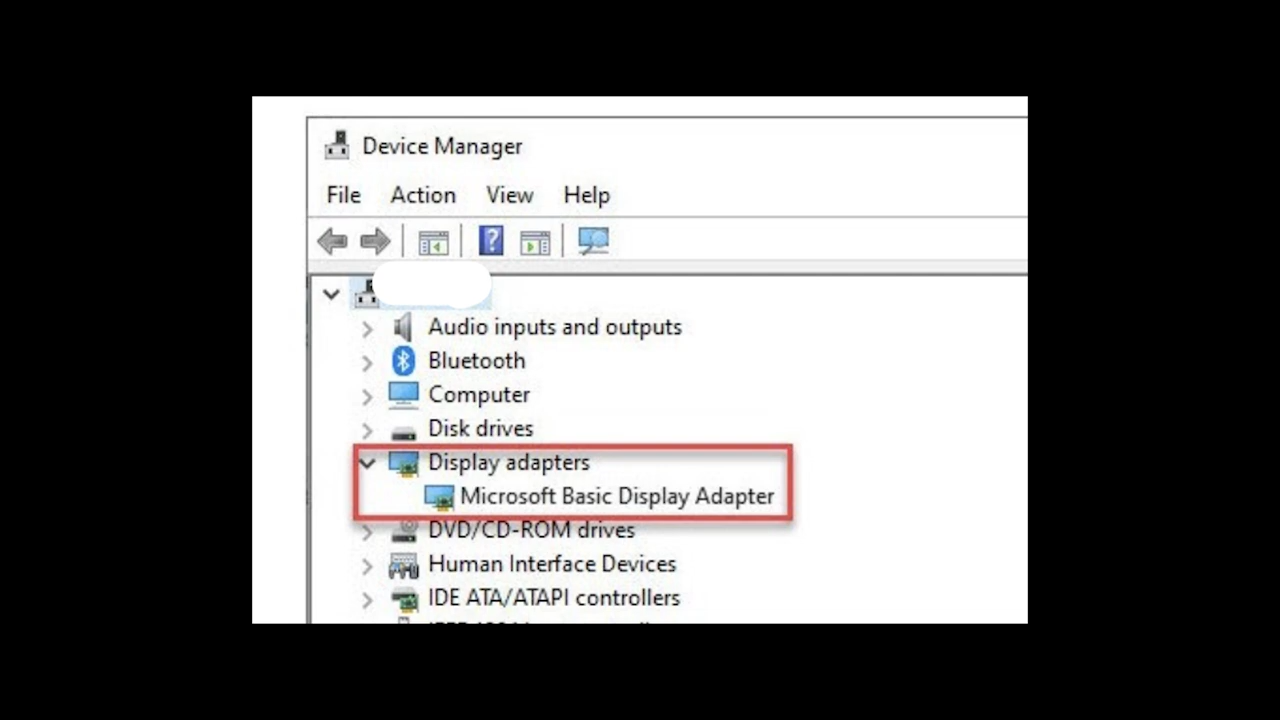 Device Manager
File Action View Help
Audio inputs and outputs
Bluetooth
Computer
Disk drives
Display adapters
Microsoft Basic Display Adapter
DVD/CD-ROM drives
Human Interface Devices
IDE ATA/ATAPI controllers